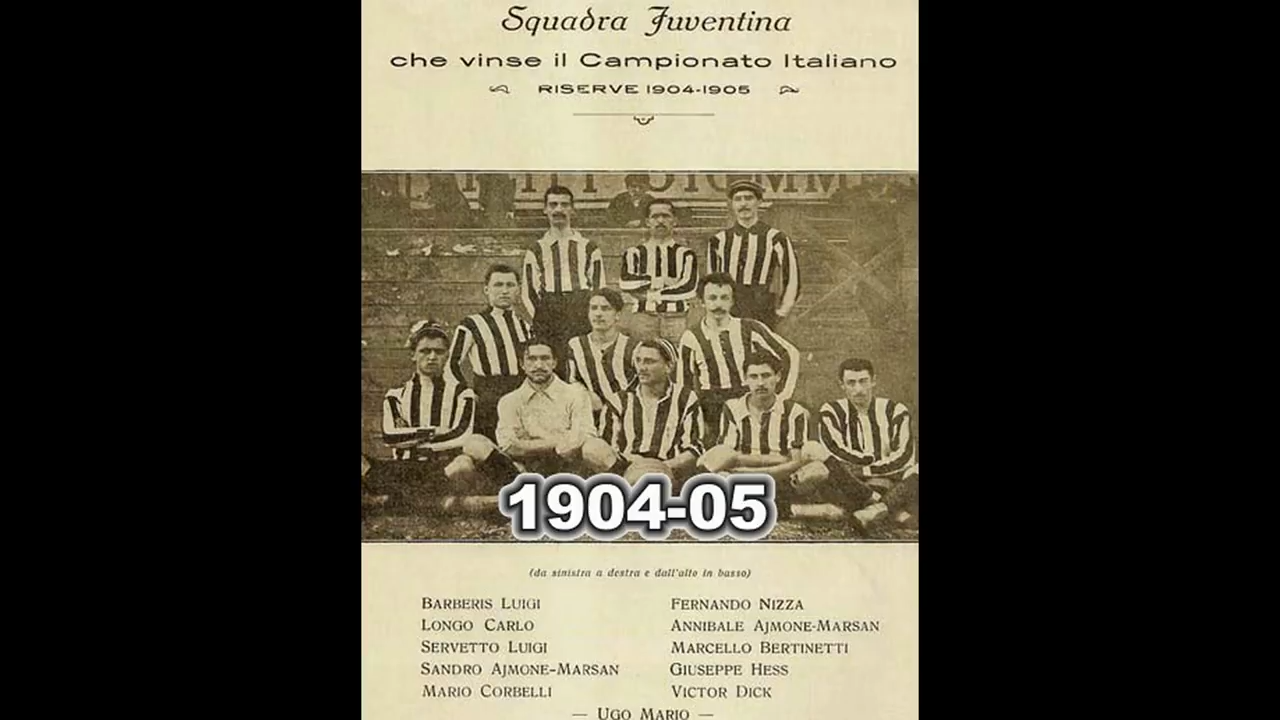 Squadra Juventina
che vinse il Campionato Italiano
RISERVE 1904-1905
1904-05
(da sinistra a destra e dall'alto in basso)
BARBERIS LUIGI
LONGO CARLO
SERVETTO LUIGI
SANDRO AJMONE-MARSAN
MARIO CORBELLI
FERNANDO NIZZA
ANNIBALE AJMONE-MARSAN
MARCELLO BERTINETTI
GIUSEPPE HESS
VICTOR DICK
— UGO MARIO —